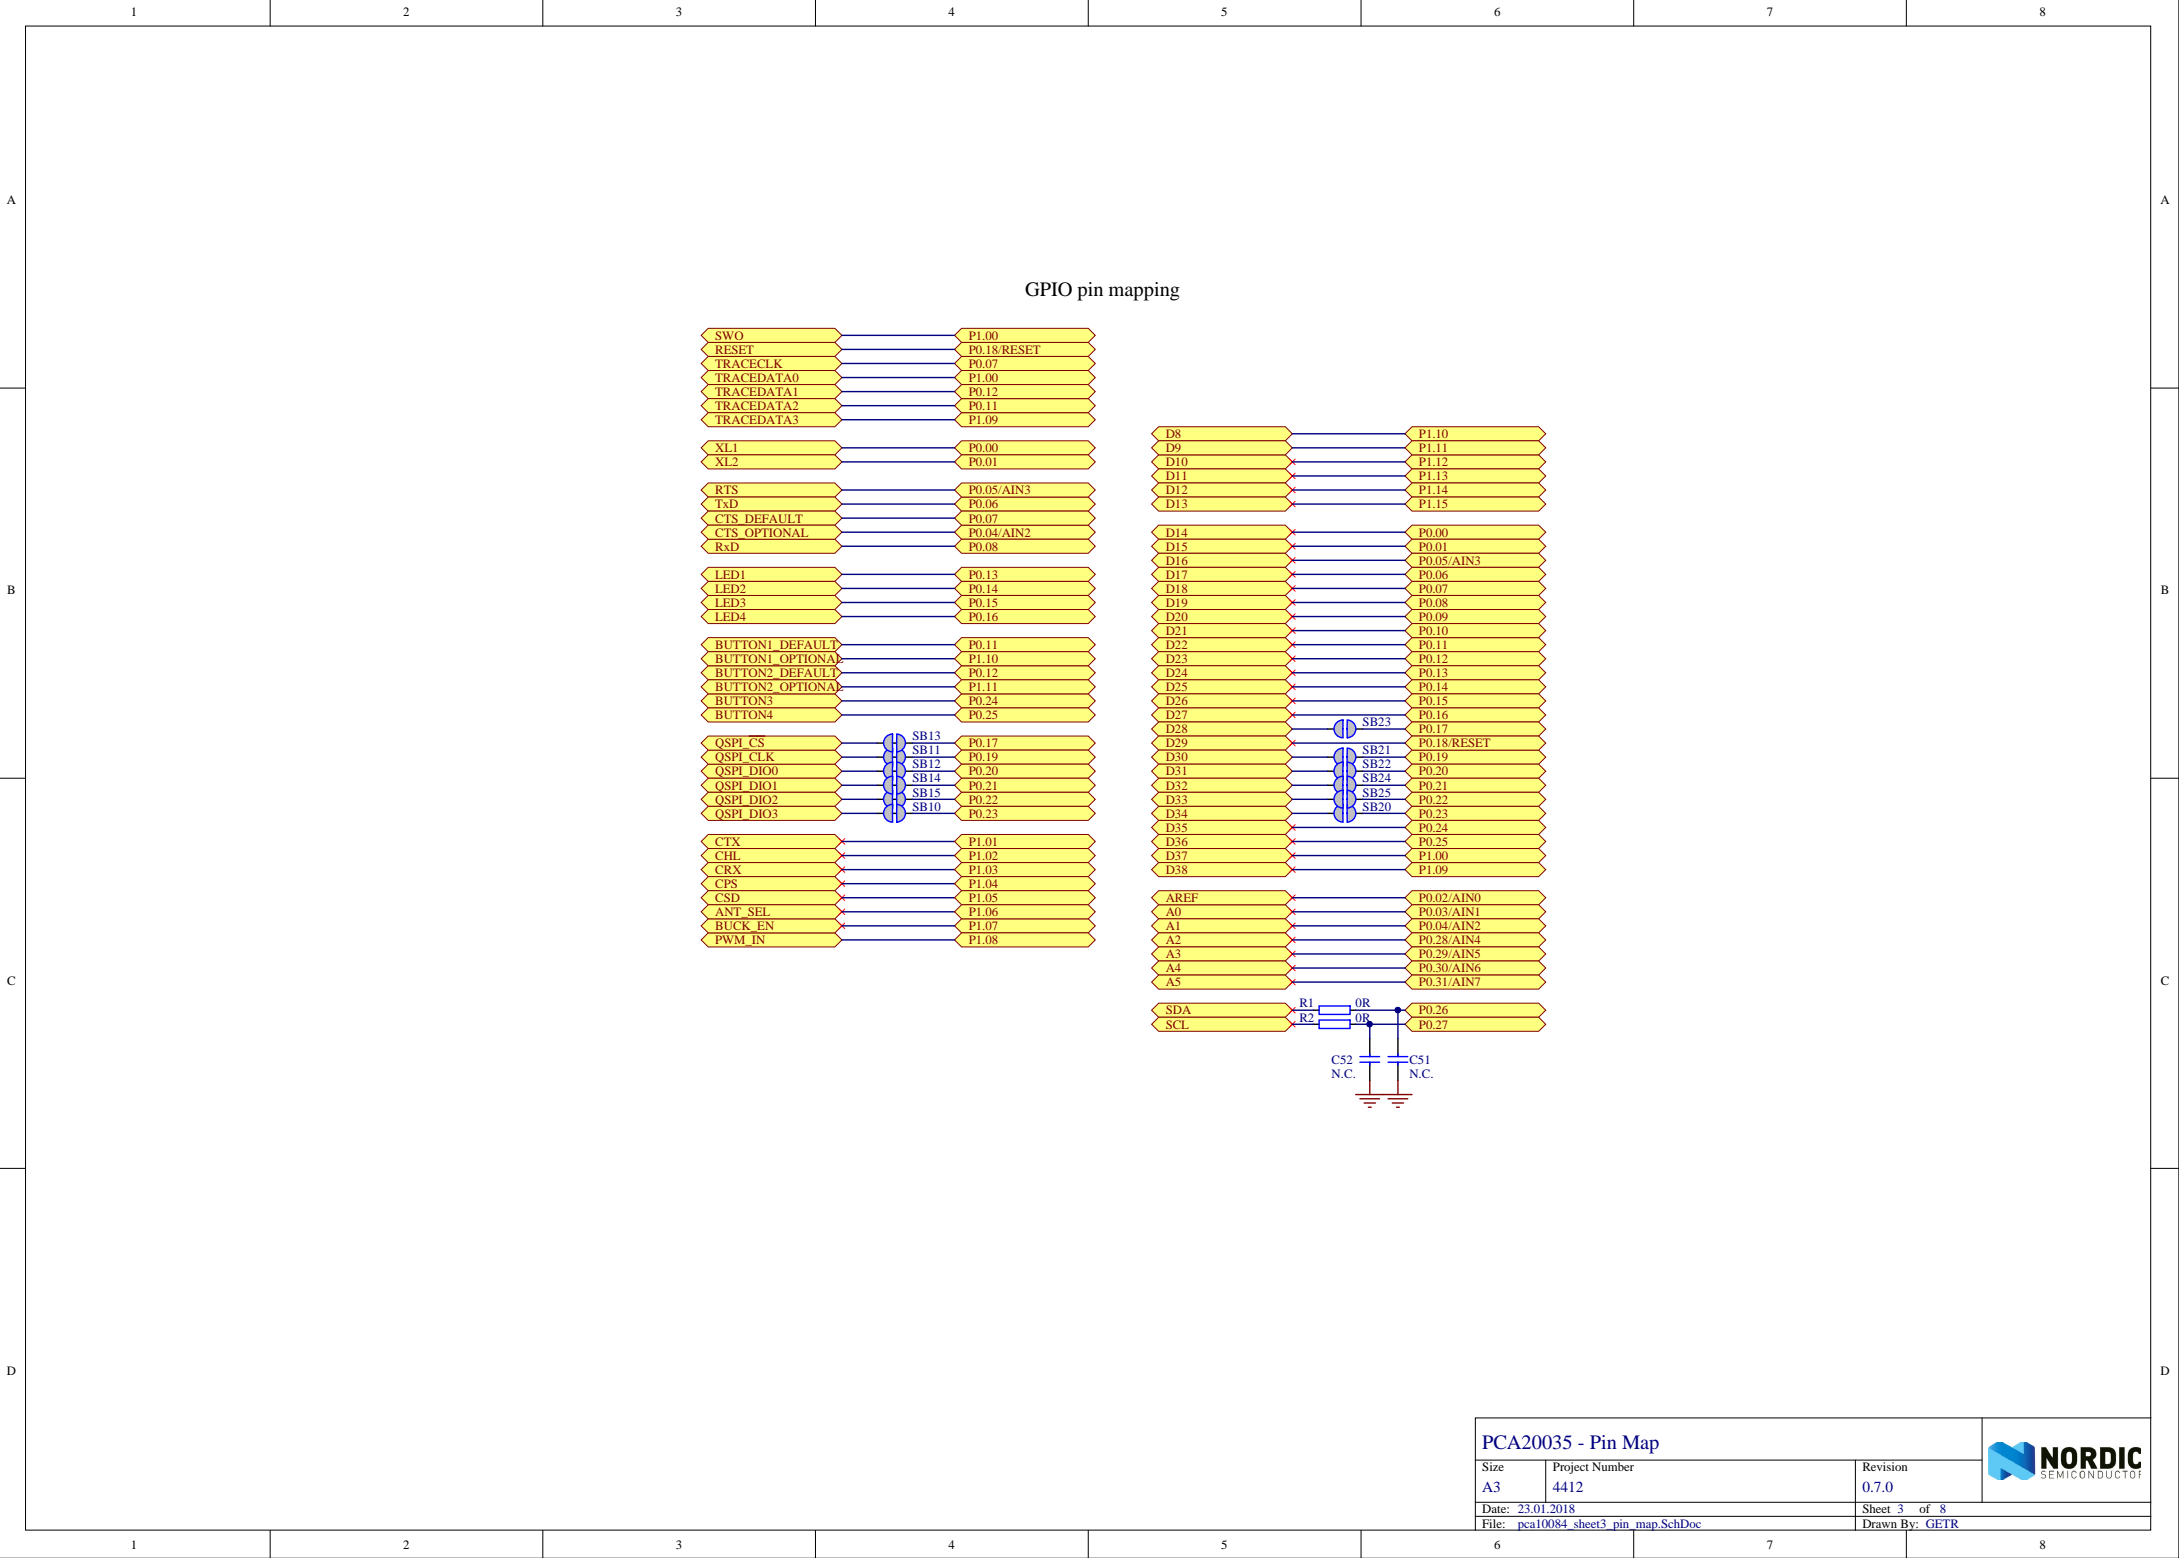 1 2 3 4 5 6 7 8
A A
GPIO pin mapping
SWO P1.00
RESET P0.18/RESET
TRACECLK P0.07
TRACEDATA0 P1.00
TRACEDATA1 P0.12
TRACEDATA2 P0.11
TRACEDATA3 P1.09
XL1 P0.00
XL2 P0.01
RTS P0.05/AIN3
TxD P0.06
CTS_DEFAULT P0.07
CTS_OPTIONAL P0.04/AIN2
RxD P0.08
LED1 P0.13
LED2 P0.14
LED3 P0.15
LED4 P0.16
BUTTON1_DEFAULT P0.11
BUTTON1_OPTIONAL P1.10
BUTTON2_DEFAULT P0.12
BUTTON2_OPTIONAL P1.11
BUTTON3 P0.24
BUTTON4 P0.25
QSPI_CS SB13 P0.17
QSPI_CLK SB11 P0.19
QSPI_DIO0 SB12 P0.20
QSPI_DIO1 SB14 P0.21
QSPI_DIO2 SB15 P0.22
QSPI_DIO3 SB10 P0.23
CTX P1.01
CHL P1.02
CRX P1.03
CPS P1.04
CSD P1.05
ANT_SEL P1.06
BUCK_EN P1.07
PWM_IN P1.08
D8 P1.10
D9 P1.11
D10 P1.12
D11 P1.13
D12 P1.14
D13 P1.15
D14 P0.00
D15 P0.01
D16 P0.05/AIN3
D17 P0.06
D18 P0.07
D19 P0.08
D20 P0.09
D21 P0.10
D22 P0.11
D23 P0.12
D24 P0.13
D25 P0.14
D26 P0.15
D27 P0.16
D28 SB23 P0.17
D29 P0.18/RESET
D30 SB21 P0.19
D31 SB22 P0.20
D32 SB24 P0.21
D33 SB25 P0.22
D34 SB20 P0.23
D35 P0.24
D36 P0.25
D37 P1.00
D38 P1.09
AREF P0.02/AIN0
A0 P0.03/AIN1
A1 P0.04/AIN2
A2 P0.28/AIN4
A3 P0.29/AIN5
A4 P0.30/AIN6
A5 P0.31/AIN7
SDA R1 0R P0.26
SCL R2 0R P0.27
C52 C51
N.C. N.C.
B B
C C
D D
PCA20035 - Pin Map
Size Project Number Revision
A3 4412 0.7.0
Date: 23.01.2018 Sheet 3 of 8
File: pca10084_sheet3_pin_map.SchDoc Drawn By: GETR
NORDIC
SEMICONDUCTOR
1 2 3 4 5 6 7 8